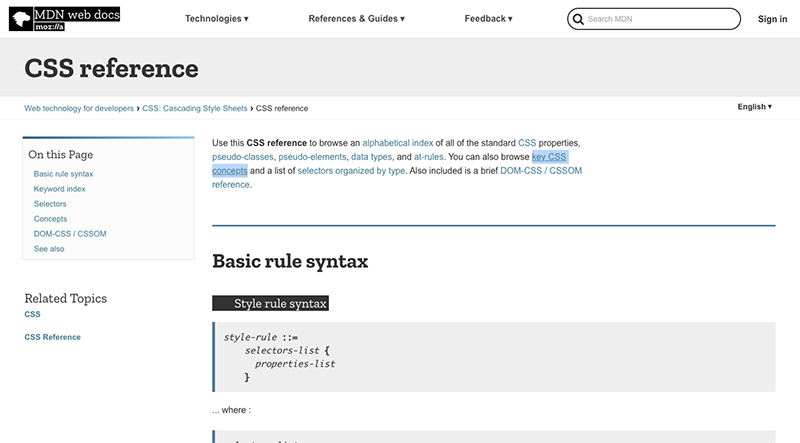 MDN web docs
moz://a
Technologies ▾
References & Guides ▾
Feedback ▾
Search MDN
Sign in
CSS reference
Web technology for developers › CSS: Cascading Style Sheets › CSS reference
English ▾
On this Page
Basic rule syntax
Keyword index
Selectors
Concepts
DOM-CSS / CSSOM
See also
Related Topics
CSS
CSS Reference
Use this CSS reference to browse an alphabetical index of all of the standard CSS properties,
pseudo-classes, pseudo-elements, data types, and at-rules. You can also browse key CSS
concepts and a list of selectors organized by type. Also included is a brief DOM-CSS / CSSOM
reference.
Basic rule syntax
Style rule syntax
style-rule ::=
selectors-list {
properties-list
}
... where :